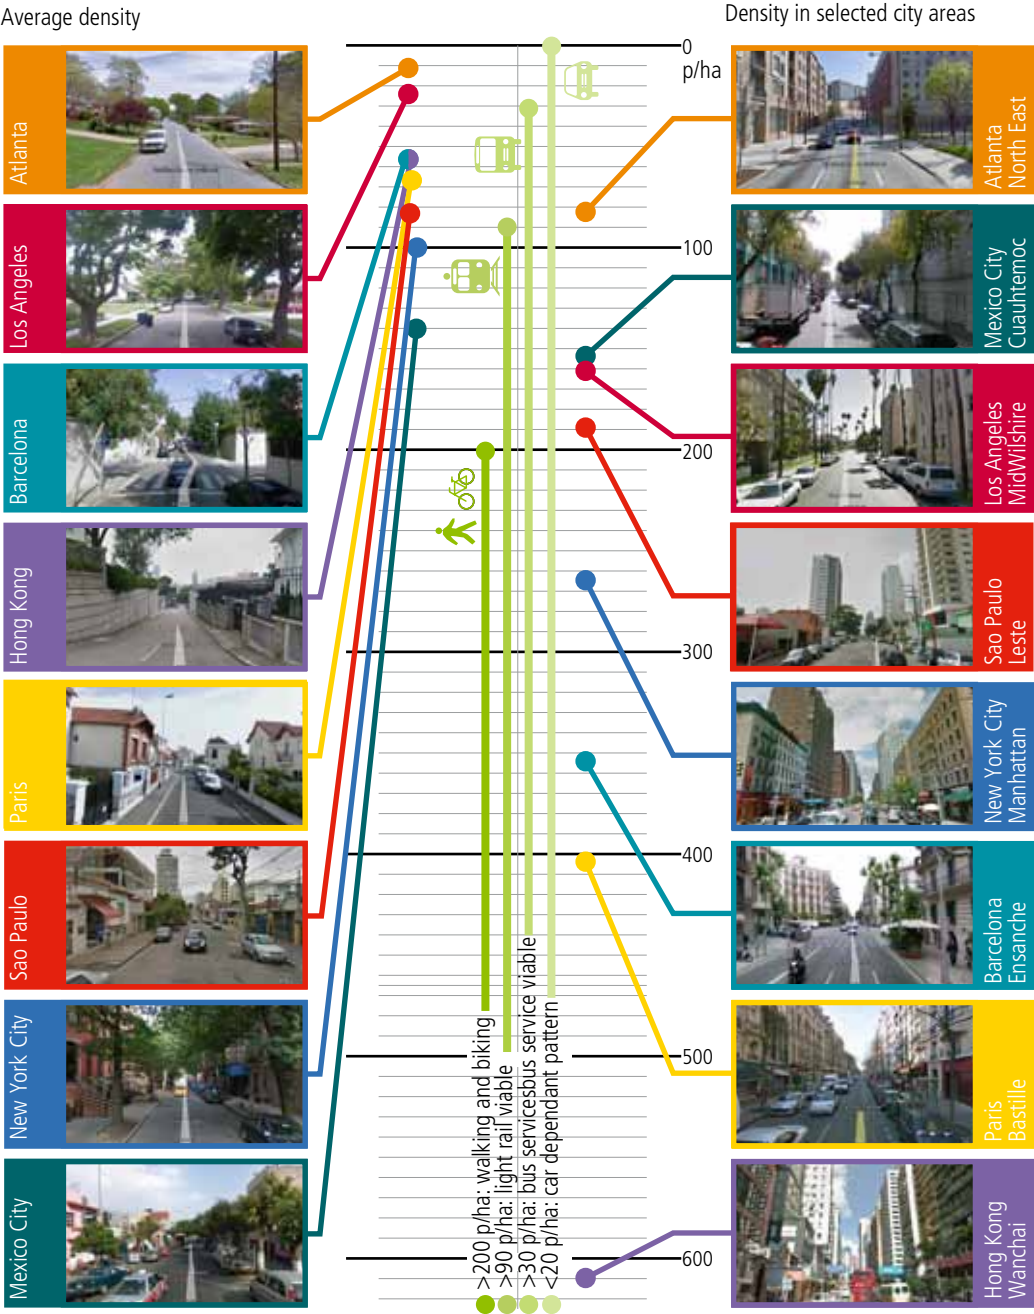 Average density
Density in selected city areas
Atlanta
Los Angeles
Barcelona
Hong Kong
Paris
Sao Paulo
New York City
Mexico City
0
p/ha
100
200
300
400
500
600
>200 p/ha: walking and biking
>90 p/ha: light rail viable
>30 p/ha: bus servicesbus service viable
<20 p/ha: car dependant pattern
Atlanta
North East
Mexico City
Cuauhtemoc
Los Angeles
MidWilshire
Sao Paulo
Leste
New York City
Manhattan
Barcelona
Ensanche
Paris
Bastille
Hong Kong
Wanchai